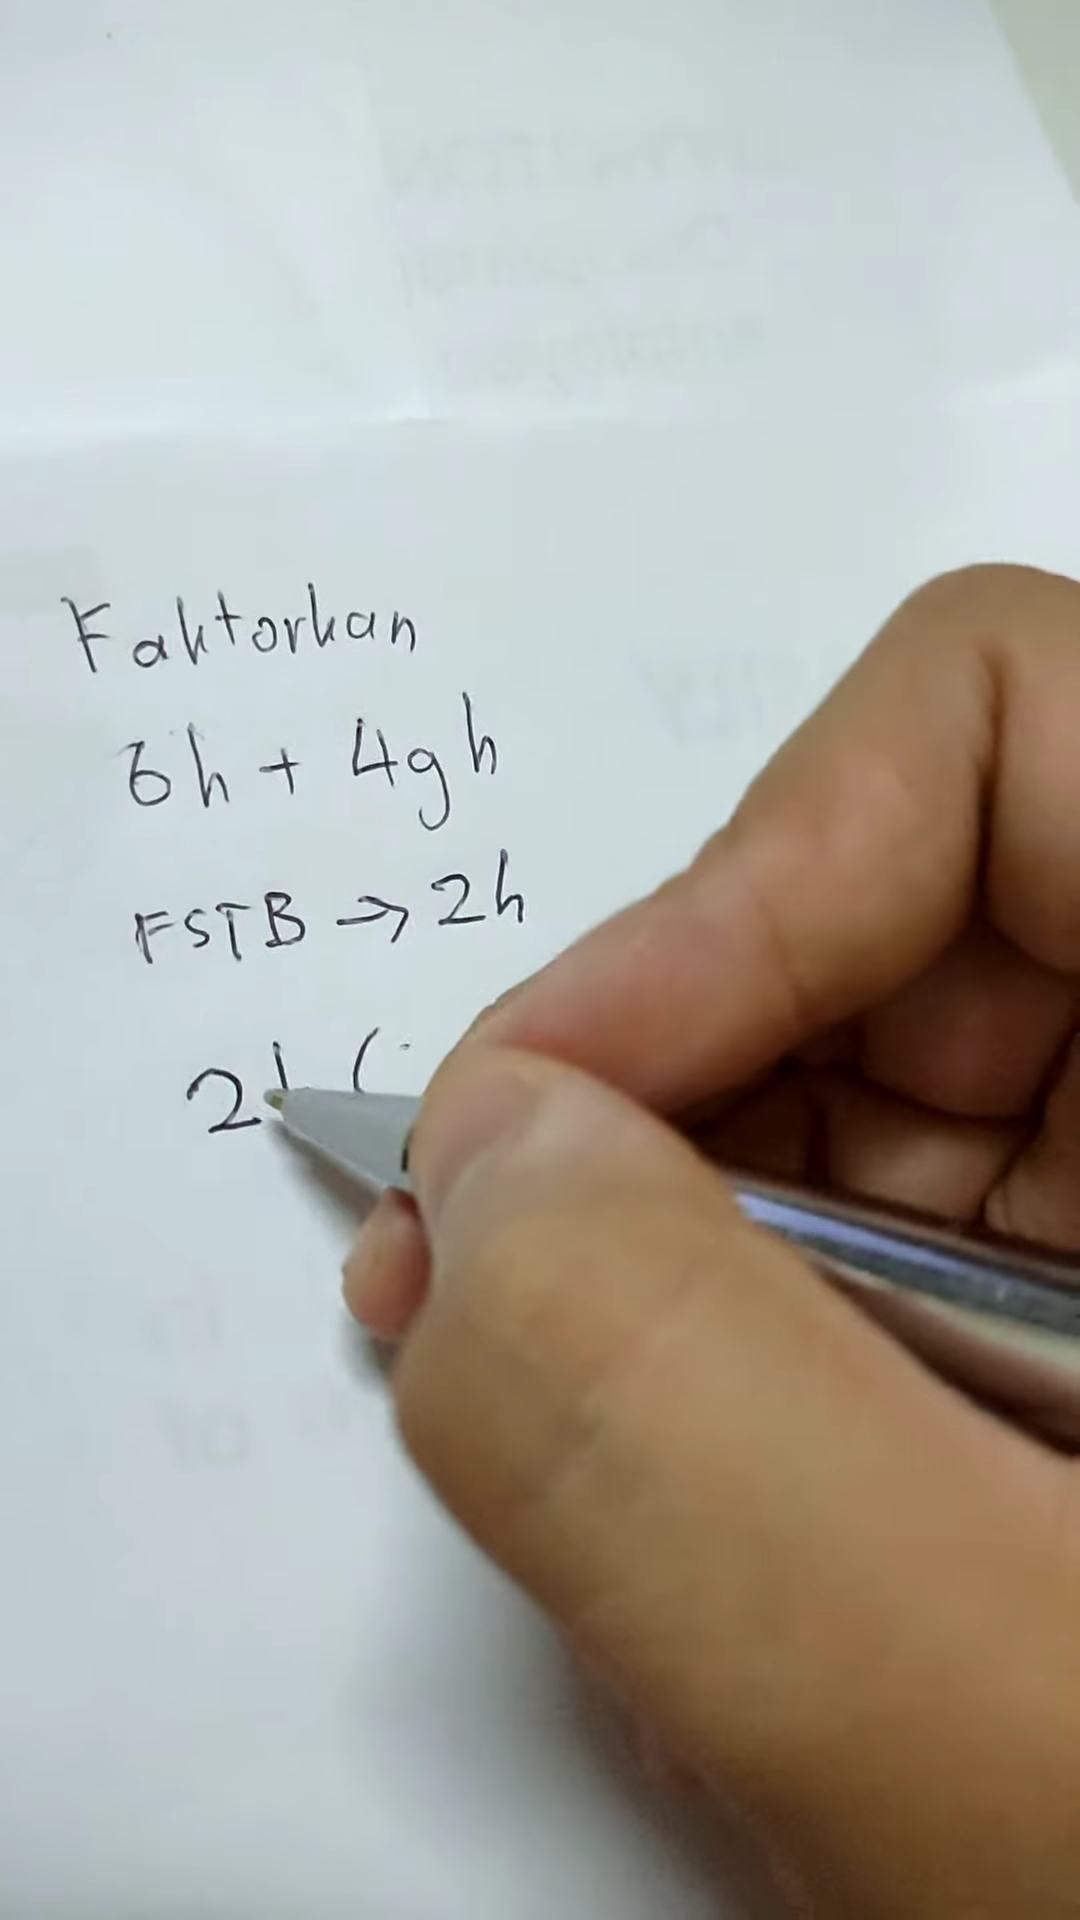 Faktorkan
6h + 4gh
FSTB → 2h
2h (